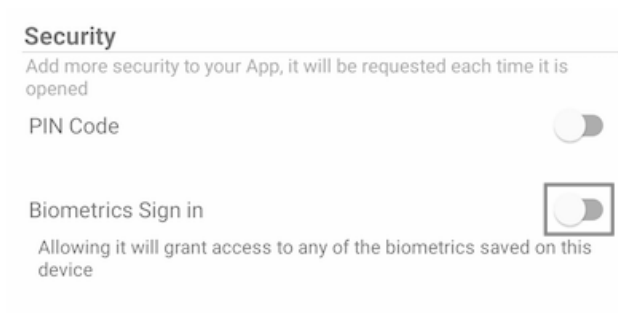 Security
Add more security to your App, it will be requested each time it is
opened
PIN Code
Biometrics Sign in
Allowing it will grant access to any of the biometrics saved on this
device